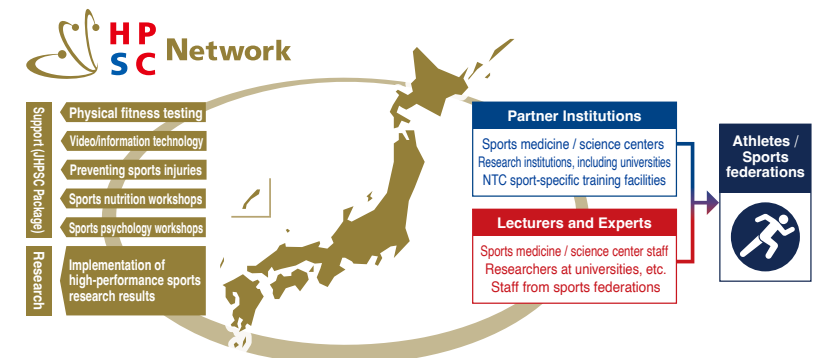 HP
SC
Network
Support (JHPSC Package)
Physical fitness testing
Video/information technology
Preventing sports injuries
Sports nutrition workshops
Sports psychology workshops
Research
Implementation of
high-performance sports
research results
Partner Institutions
Sports medicine / science centers
Research institutions, including universities
NTC sport-specific training facilities
Lecturers and Experts
Sports medicine / science center staff
Researchers at universities, etc.
Staff from sports federations
Athletes /
Sports
federations